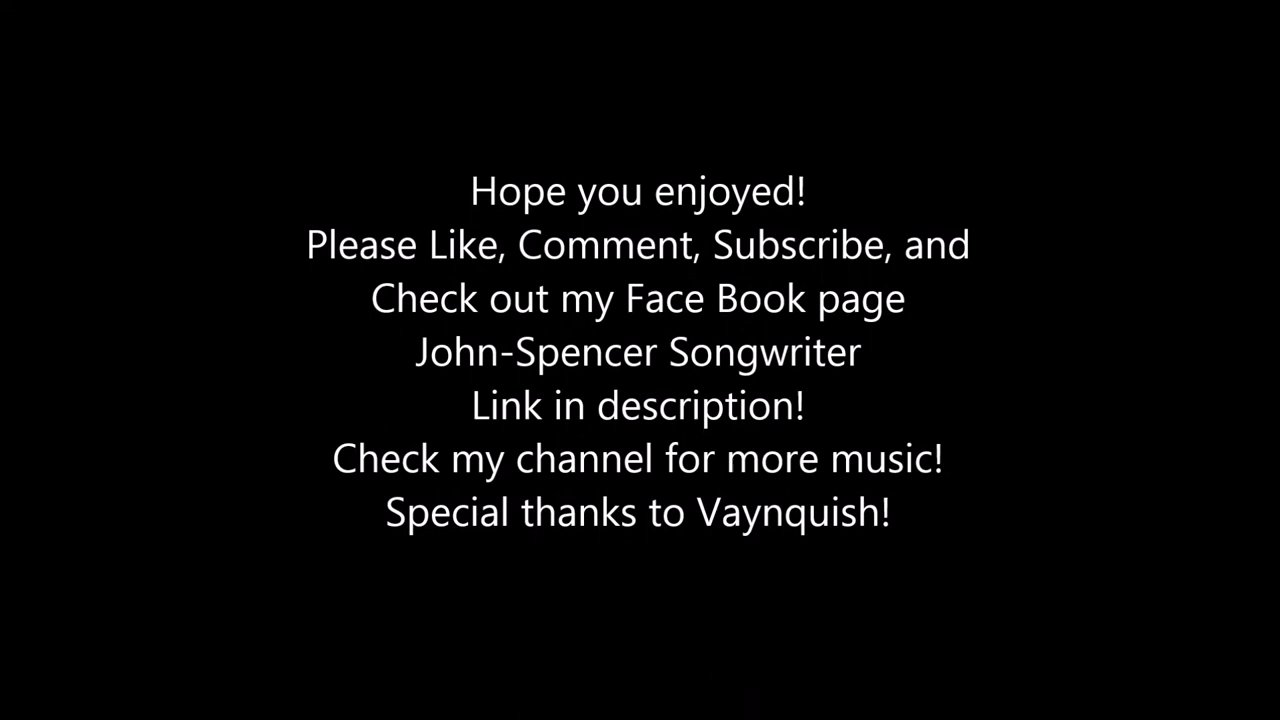 Hope you enjoyed!
Please Like, Comment, Subscribe, and
Check out my Face Book page
John-Spencer Songwriter
Link in description!
Check my channel for more music!
Special thanks to Vaynquish!